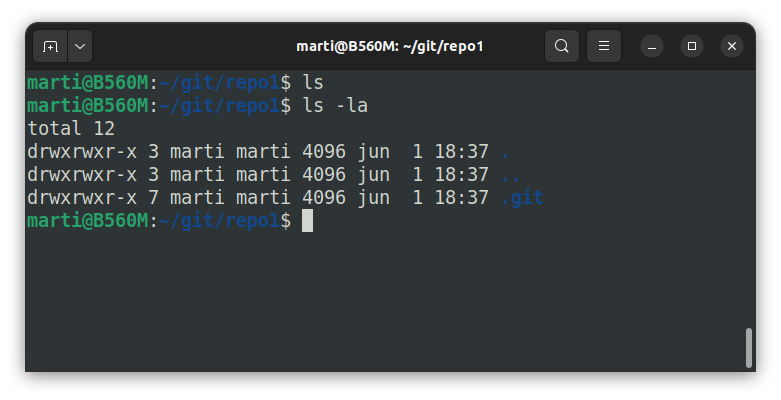 marti@B560M: ~/git/repo1
marti@B560M:~/git/repo1$ ls
marti@B560M:~/git/repo1$ ls -la
total 12
drwxrwxr-x 3 marti marti 4096 jun  1 18:37 .
drwxrwxr-x 3 marti marti 4096 jun  1 18:37 ..
drwxrwxr-x 7 marti marti 4096 jun  1 18:37 .git
marti@B560M:~/git/repo1$